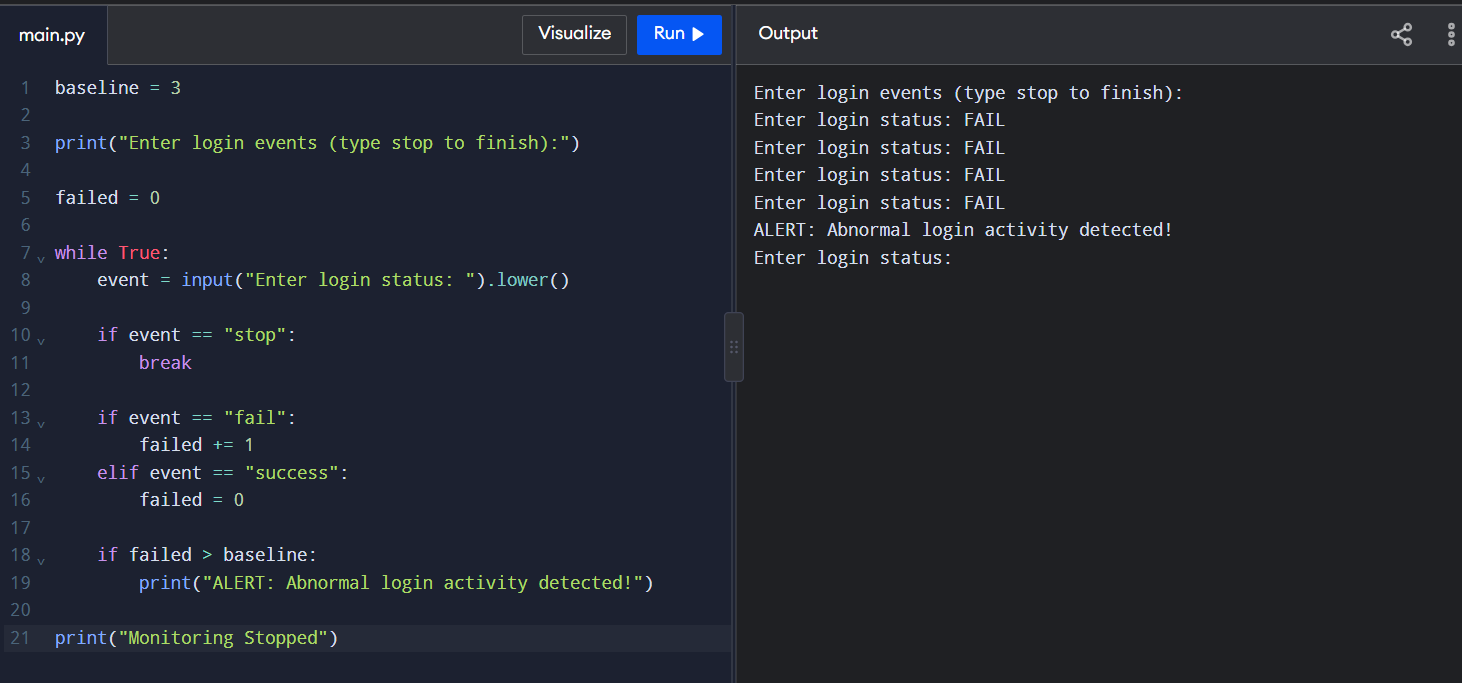 main.py
Visualize
Run
1 baseline = 3
2
3 print("Enter login events (type stop to finish):")
4
5 failed = 0
6
7 while True:
8     event = input("Enter login status: ").lower()
9
10     if event == "stop":
11         break
12
13     if event == "fail":
14         failed += 1
15     elif event == "success":
16         failed = 0
17
18     if failed > baseline:
19         print("ALERT: Abnormal login activity detected!")
20
21 print("Monitoring Stopped")
Output
Enter login events (type stop to finish):
Enter login status: FAIL
Enter login status: FAIL
Enter login status: FAIL
Enter login status: FAIL
ALERT: Abnormal login activity detected!
Enter login status: